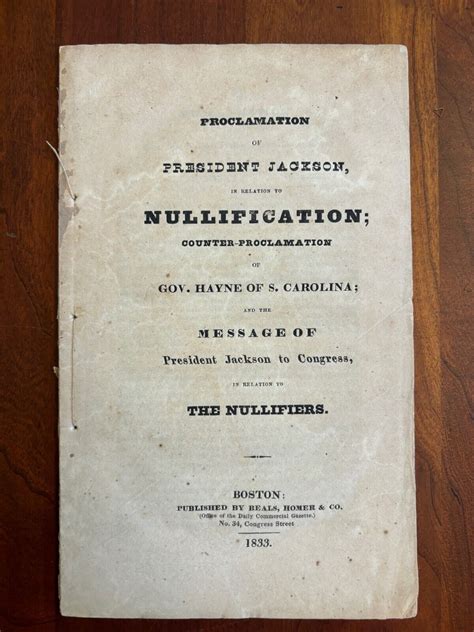 PROCLAMATION
OF
PRESIDENT JACKSON,
IN RELATION TO
NULLIFICATION;
COUNTER-PROCLAMATION
OF
GOV. HAYNE OF S. CAROLINA;
AND THE
MESSAGE OF
President Jackson to Congress,
IN RELATION TO
THE NULLIFIERS.
BOSTON:
PUBLISHED BY BEALS, HOMER & CO.
(Office of the Daily Commercial Gazette.)
No. 34, Congress Street
1833.